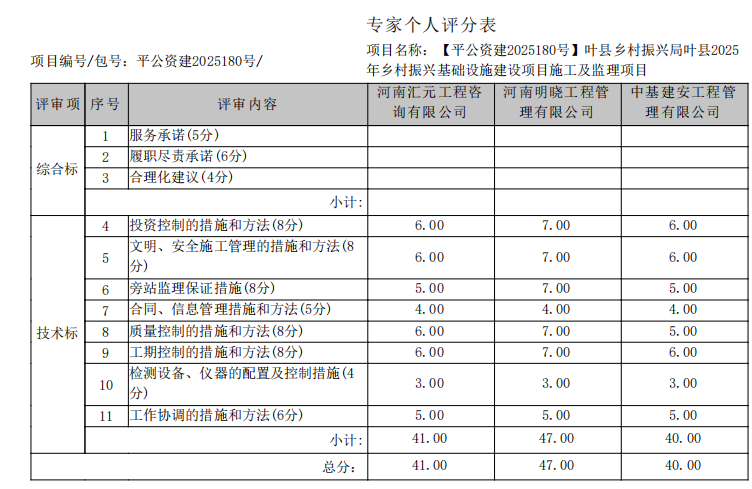 专家个人评分表
项目编号/包号：平公资建2025180号/
项目名称：【平公资建2025180号】叶县乡村振兴局叶县2025
年乡村振兴基础设施建设项目施工及监理项目
评审项 序号 评审内容 河南汇元工程咨询有限公司 河南明晓工程管理有限公司 中基建安工程管理有限公司
综合标
1 服务承诺(5分)
2 履职尽责承诺(6分)
3 合理化建议(4分)
小计:
技术标
4 投资控制的措施和方法(8分) 6.00 7.00 6.00
5 文明、安全施工管理的措施和方法(8分) 6.00 7.00 6.00
6 旁站监理保证措施(8分) 5.00 7.00 5.00
7 合同、信息管理措施和方法(5分) 4.00 4.00 4.00
8 质量控制的措施和方法(8分) 6.00 7.00 5.00
9 工期控制的措施和方法(8分) 6.00 7.00 6.00
10 检测设备、仪器的配置及控制措施(4分) 3.00 3.00 3.00
11 工作协调的措施和方法(6分) 5.00 5.00 5.00
小计: 41.00 47.00 40.00
总分: 41.00 47.00 40.00